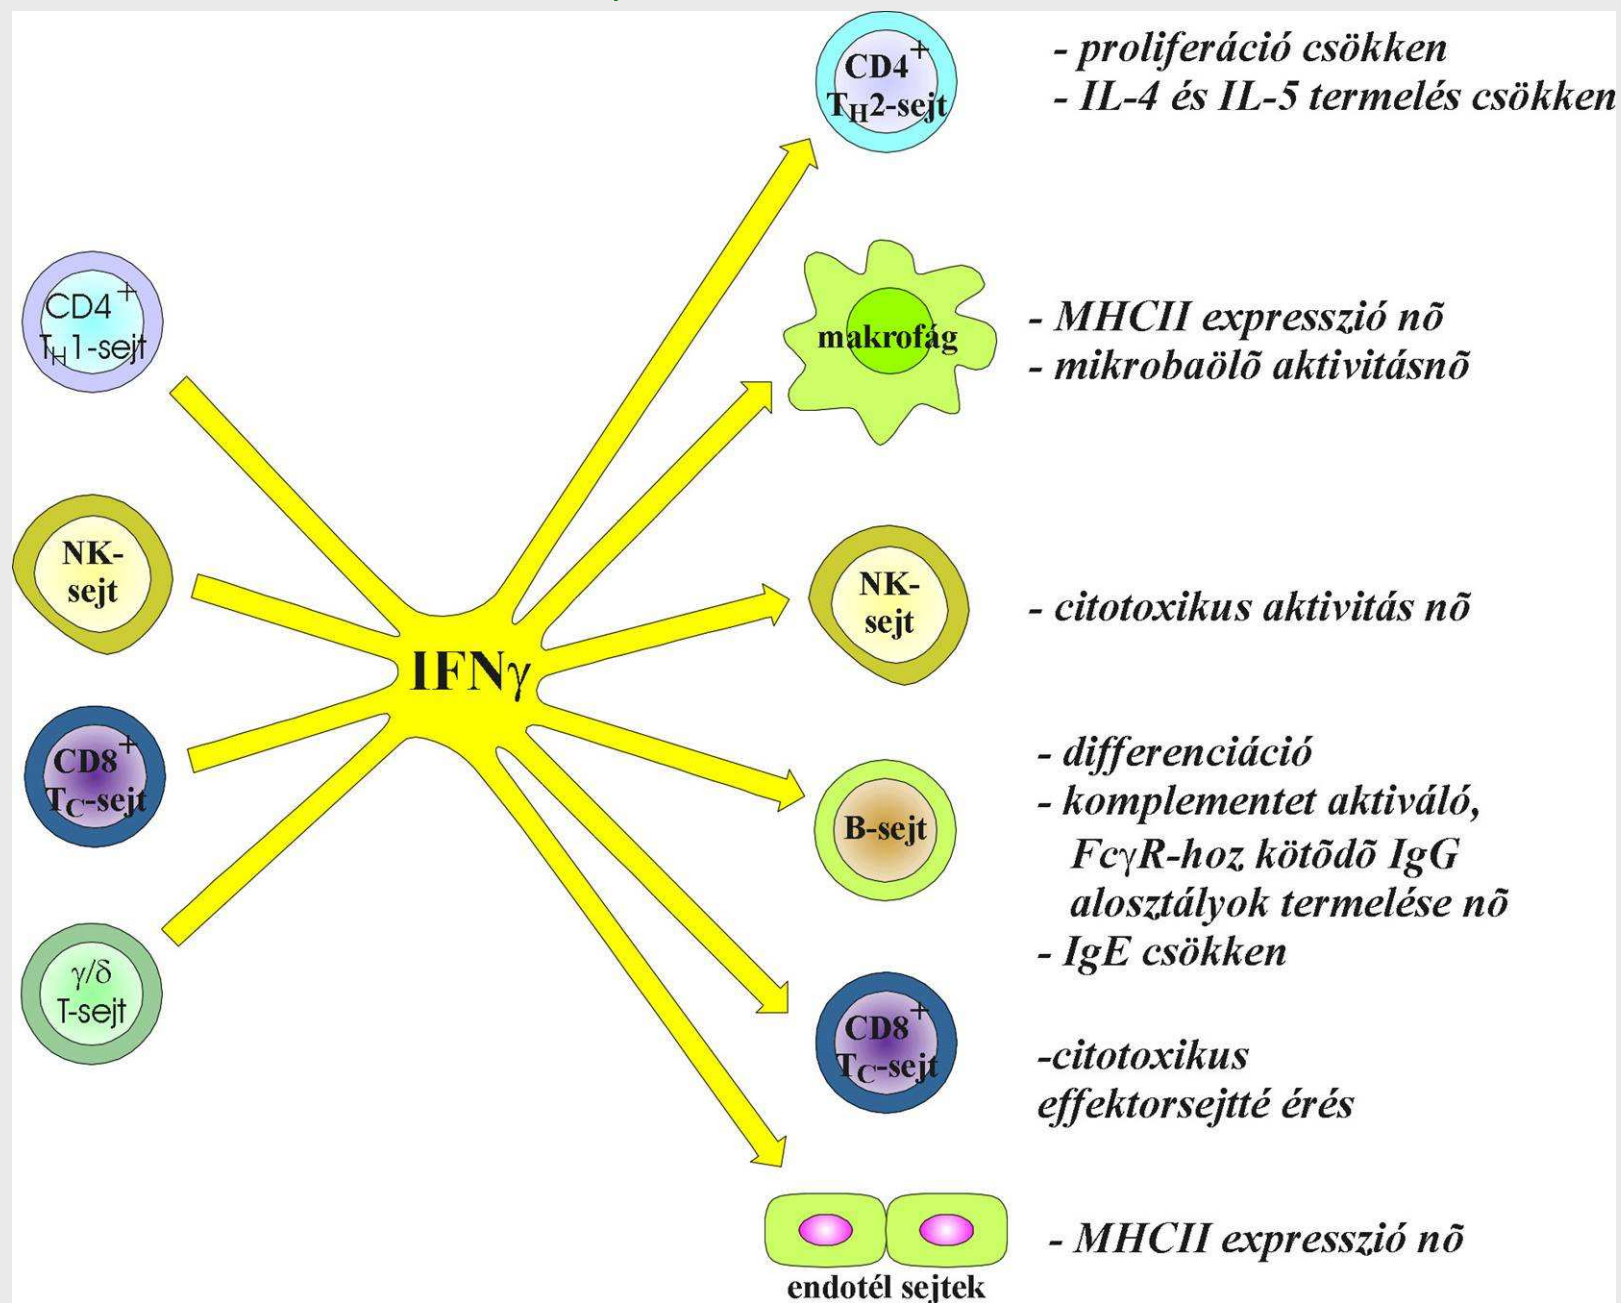 CD4+
TH1-sejt
NK-
sejt
CD8+
TC-sejt
γ/δ
T-sejt
IFNγ
CD4+
TH2-sejt
- proliferáció csökken
- IL-4 és IL-5 termelés csökken
makrofág
- MHCII expresszió nõ
- mikrobaölõ aktivitásnõ
NK-
sejt
- citotoxikus aktivitás nõ
B-sejt
- differenciáció
- komplementet aktiváló,
FcγR-hoz kötõdõ IgG
alosztályok termelése nõ
- IgE csökken
CD8+
TC-sejt
-citotoxikus
effektorsejtté érés
endotél sejtek
- MHCII expresszió nõ